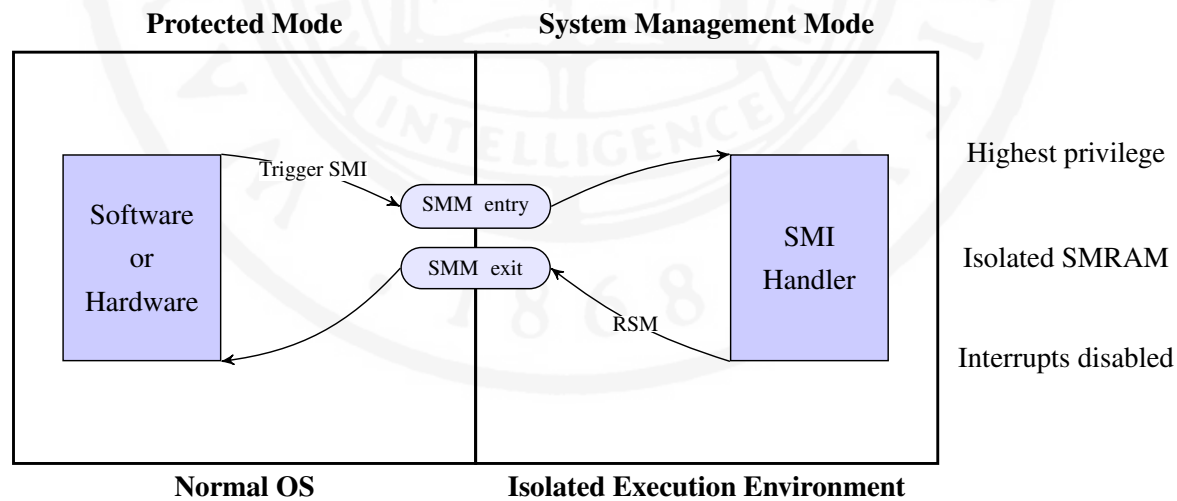 Protected Mode
System Management Mode
INTELLIGENCE
Trigger SMI
Highest privilege
SMM entry
Software
or
Hardware
SMI
Handler
Isolated SMRAM
SMM exit
1868
RSM
Interrupts disabled
Normal OS
Isolated Execution Environment